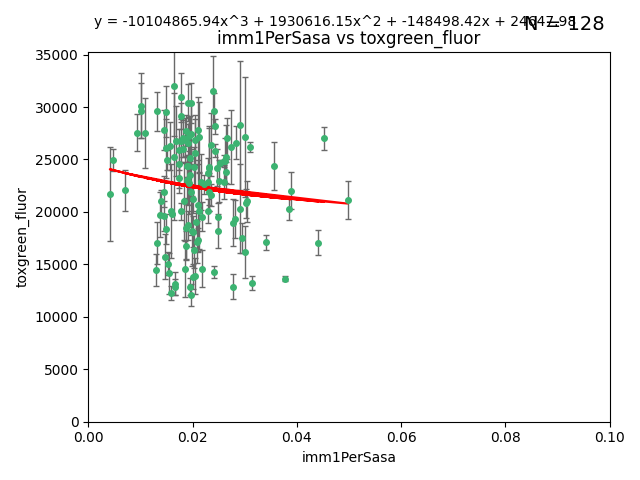 y = -10104865.94x^3 + 1930616.15x^2 + -148498.42x +
N = 128
imm1PerSasa vs toxgreen_fluor
35000
30000
25000
20000
15000
10000
5000
0
toxgreen_fluor
0.00 0.02 0.04 0.06 0.08 0.10
imm1PerSasa